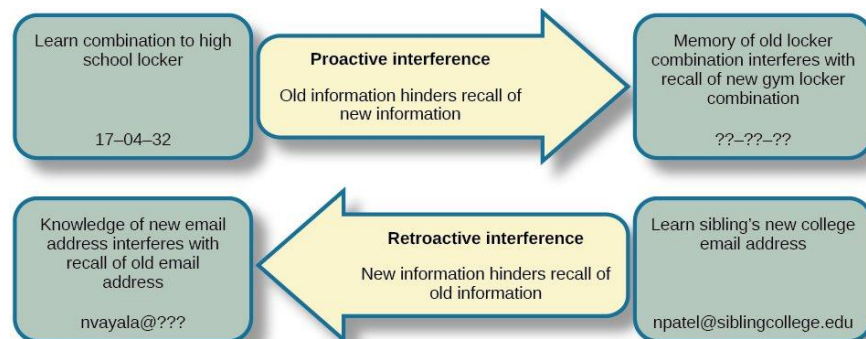 Learn combination to high
school locker
17–04–32
Proactive interference
Old information hinders recall of
new information
Memory of old locker
combination interferes with
recall of new gym locker
combination
??–??–??
Knowledge of new email
address interferes with
recall of old email
address
nvayala@???
Retroactive interference
New information hinders recall of
old information
Learn sibling's new college
email address
npatel@siblingcollege.edu